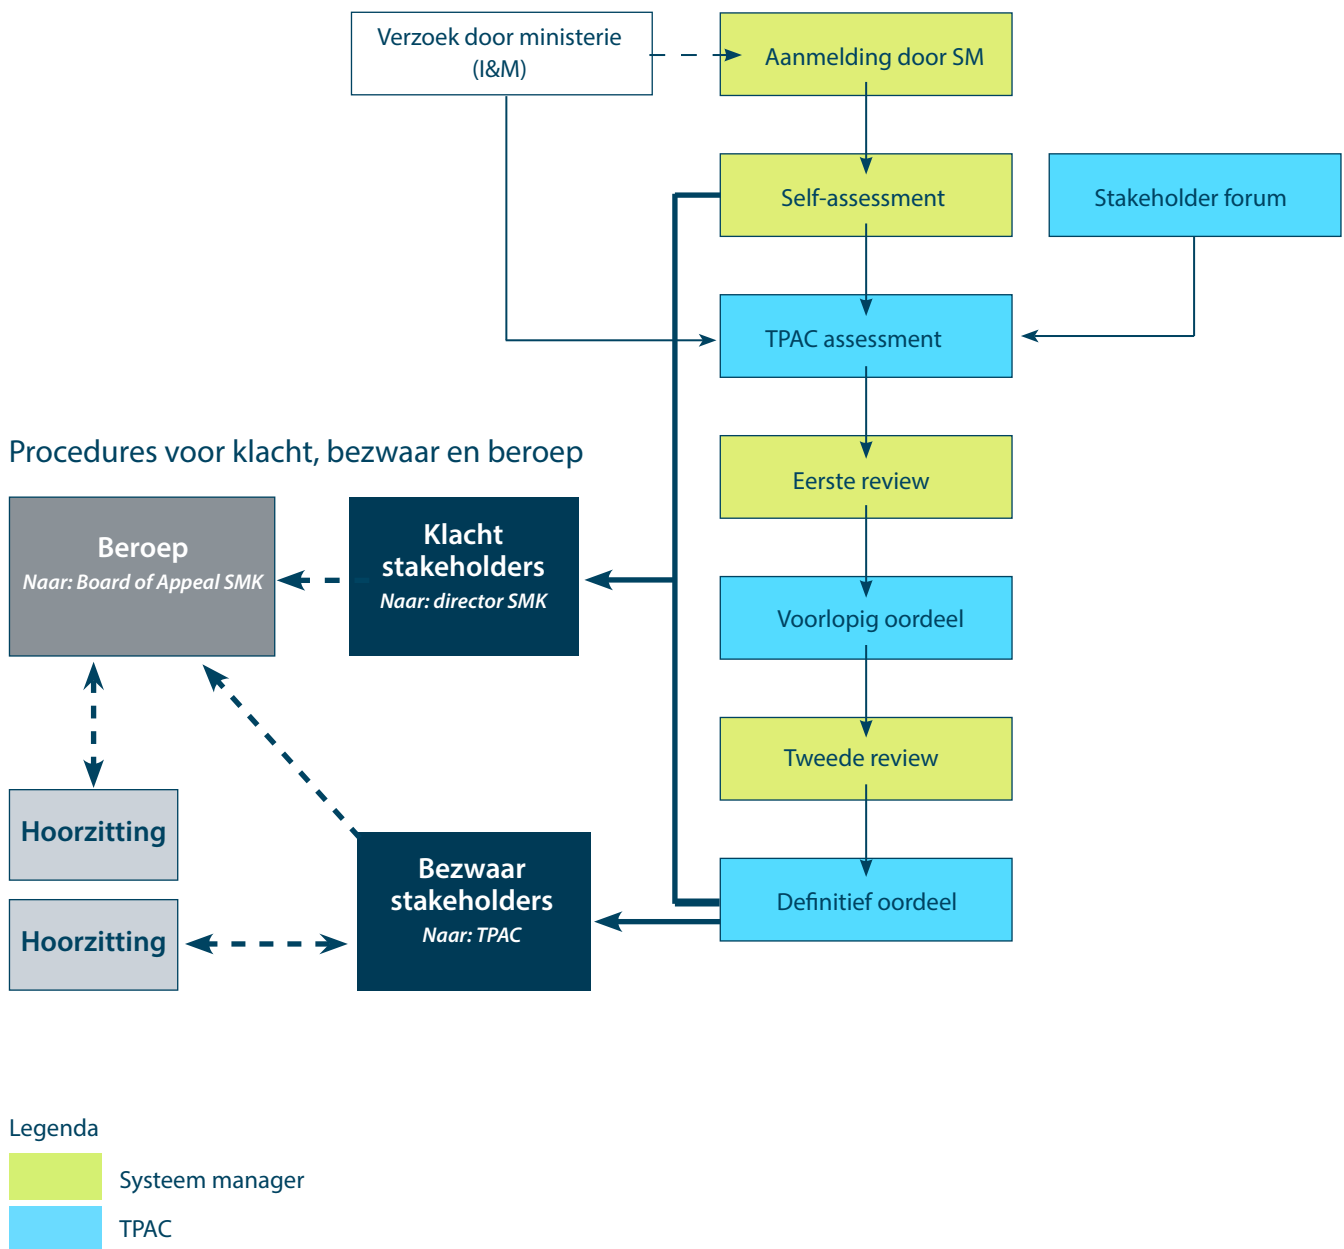 Verzoek door ministerie
(I&M)
Aanmelding door SM
Self-assessment
Stakeholder forum
TPAC assessment
Procedures voor klacht, bezwaar en beroep
Eerste review
Beroep
Naar: Board of Appeal SMK
Klacht
stakeholders
Naar: director SMK
Voorlopig oordeel
Tweede review
Hoorzitting
Bezwaar
stakeholders
Naar: TPAC
Definitief oordeel
Hoorzitting
Legenda
Systeem manager
TPAC